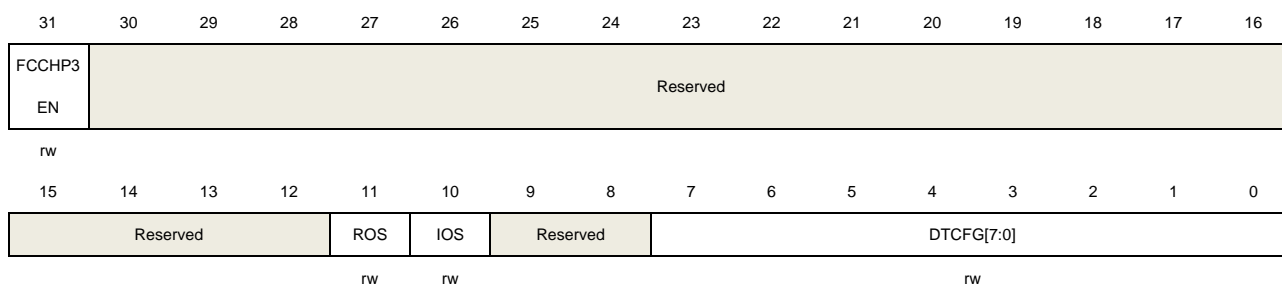 31 30 29 28 27 26 25 24 23 22 21 20 19 18 17 16
FCCHP3
EN
Reserved
rw
15 14 13 12 11 10 9 8 7 6 5 4 3 2 1 0
Reserved ROS IOS Reserved DTCFG[7:0]
rw rw rw